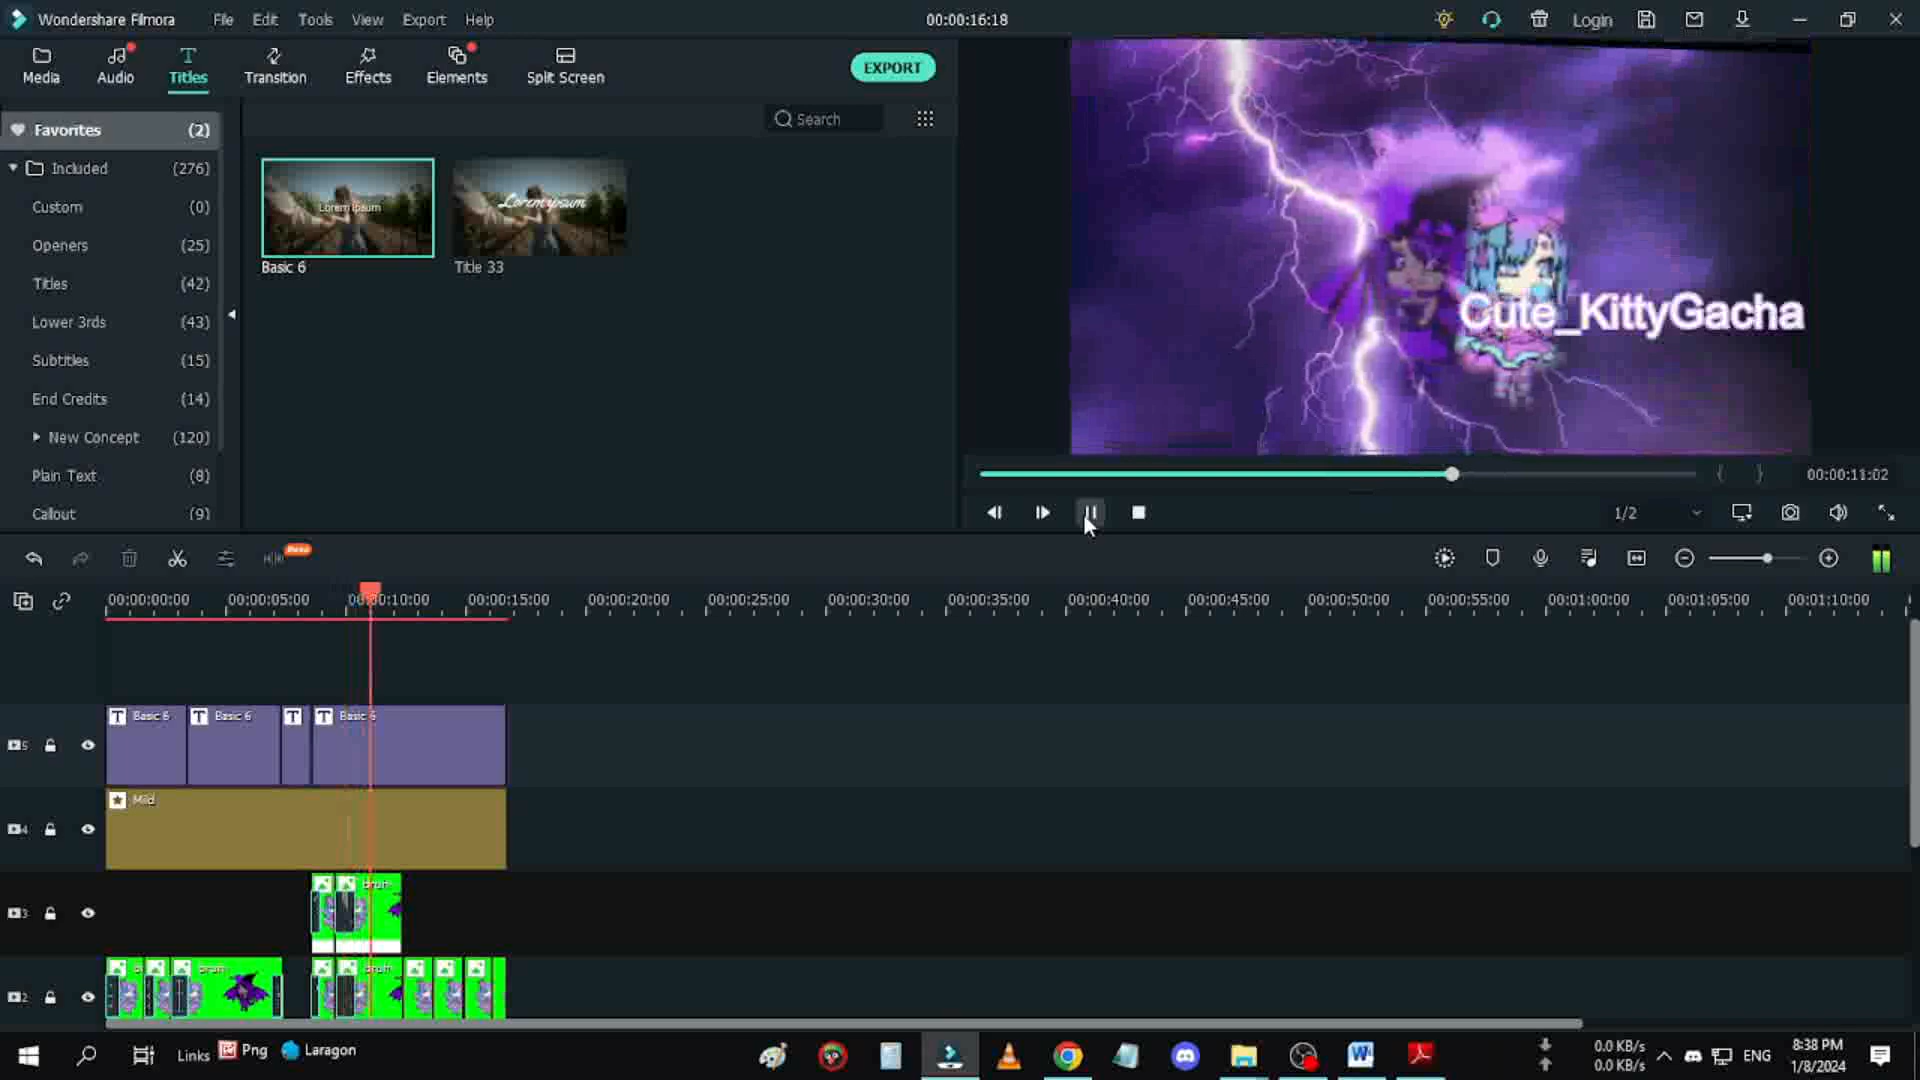 Wondershare Filmora
File Edit Tools View Export Help
00:00:16:18
Login
Media Audio Titles Transition Effects Elements Split Screen
EXPORT
Favorites (2)
Search
Included (276)
Custom (0)
Openers (25)
Titles (42)
Lower 3rds (43)
Subtitles (15)
End Credits (14)
New Concept (120)
Plain Text (8)
Callout (9)
Lorem ipsum
Lorem ipsum
Basic 6
Title 33
Cute_KittyGacha
00:00:11:02
1/2
Beta
00:00:00:00 00:00:05:00 00:00:10:00 00:00:15:00 00:00:20:00 00:00:25:00 00:00:30:00 00:00:35:00 00:00:40:00 00:00:45:00 00:00:50:00 00:00:55:00 00:01:00:00 00:01:05:00 00:01:10:00
5
T Basic 6 T Basic 6 T T Basic 6
4
Mild
3
bruh
2
b bruh bruh
Links Png Laragon
0.0 KB/s
0.0 KB/s
ENG
8:38 PM
1/8/2024